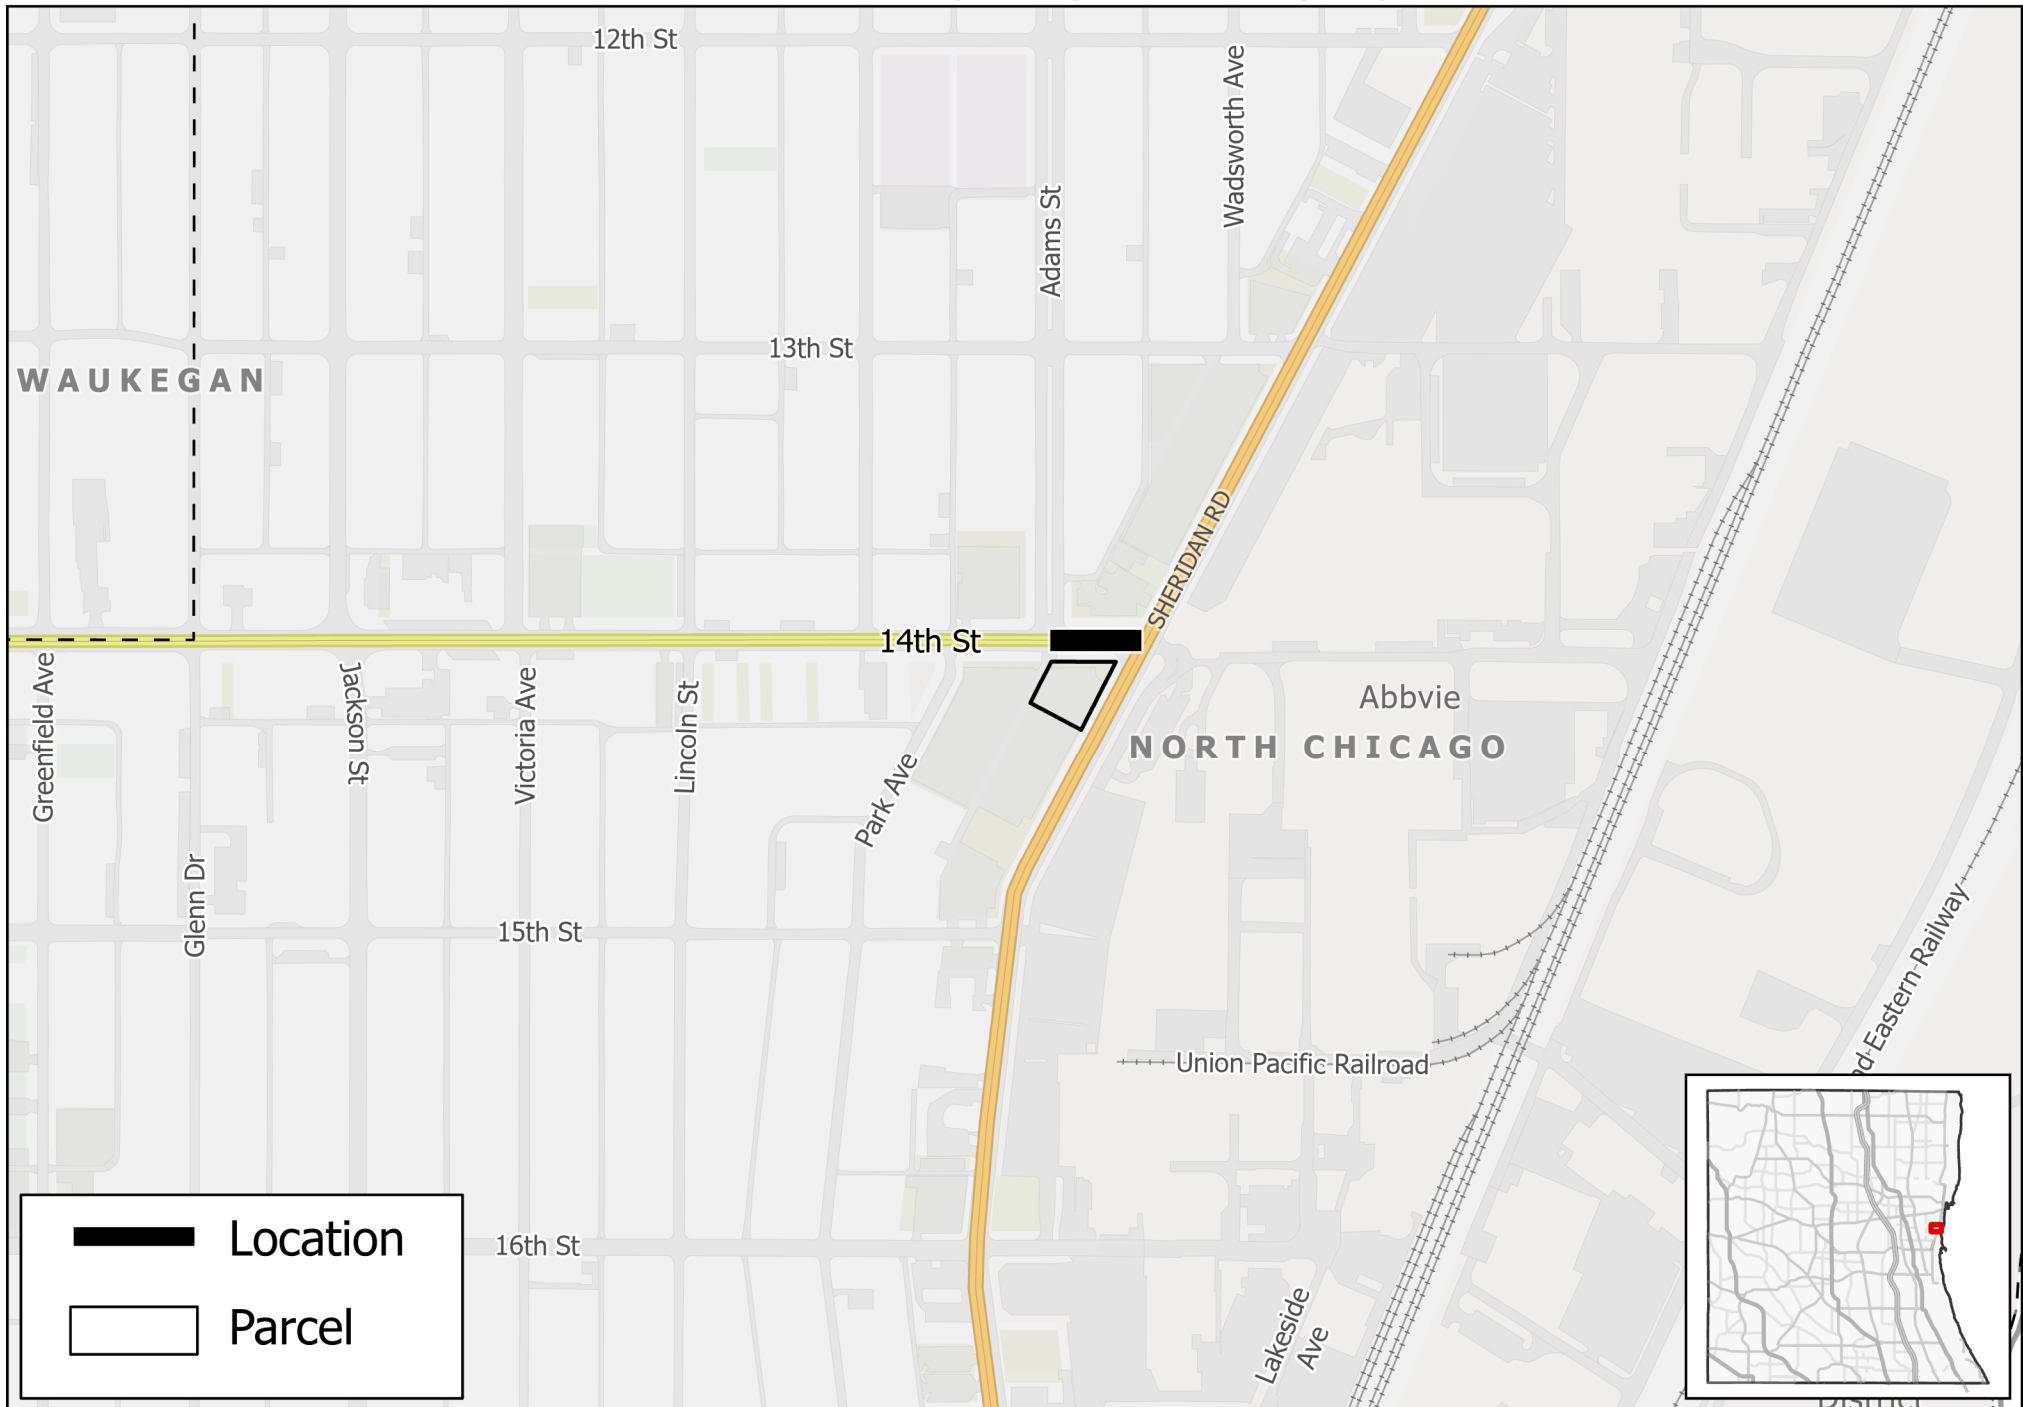 12th St
Wadsworth Ave
Adams St
13th St
WAUKEGAN
SHERIDAN RD
14th St
Greenfield Ave
Jackson St
Victoria Ave
Lincoln St
Abbvie
NORTH CHICAGO
Park Ave
Glenn Dr
15th St
Eastern Railway
Union Pacific Railroad
16th St
Lakeside
Ave
Location
Parcel